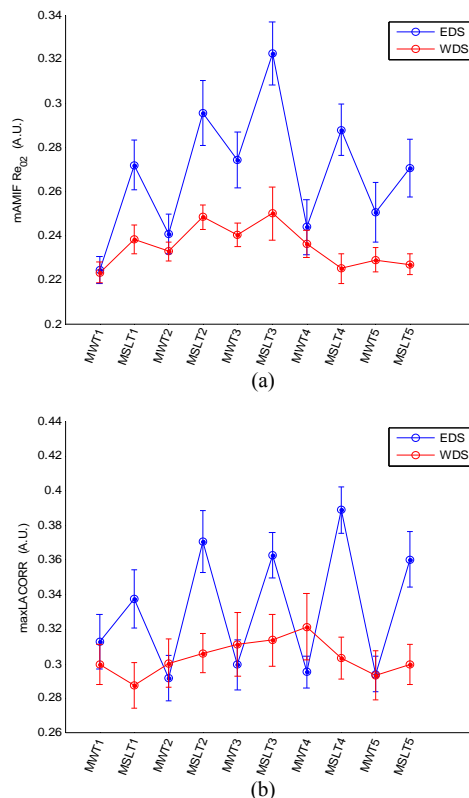 0.34
0.32
0.3
0.28
0.26
0.24
0.22
0.2
mAMIF Re02 (A.U.)
EDS
WDS
MWT1
MSLT1
MWT2
MSLT2
MWT3
MSLT3
MWT4
MSLT4
MWT5
MSLT5
(a)
0.44
0.42
0.4
0.38
0.36
0.34
0.32
0.3
0.28
0.26
maxLACORR (A.U.)
EDS
WDS
MWT1
MSLT1
MWT2
MSLT2
MWT3
MSLT3
MWT4
MSLT4
MWT5
MSLT5
(b)